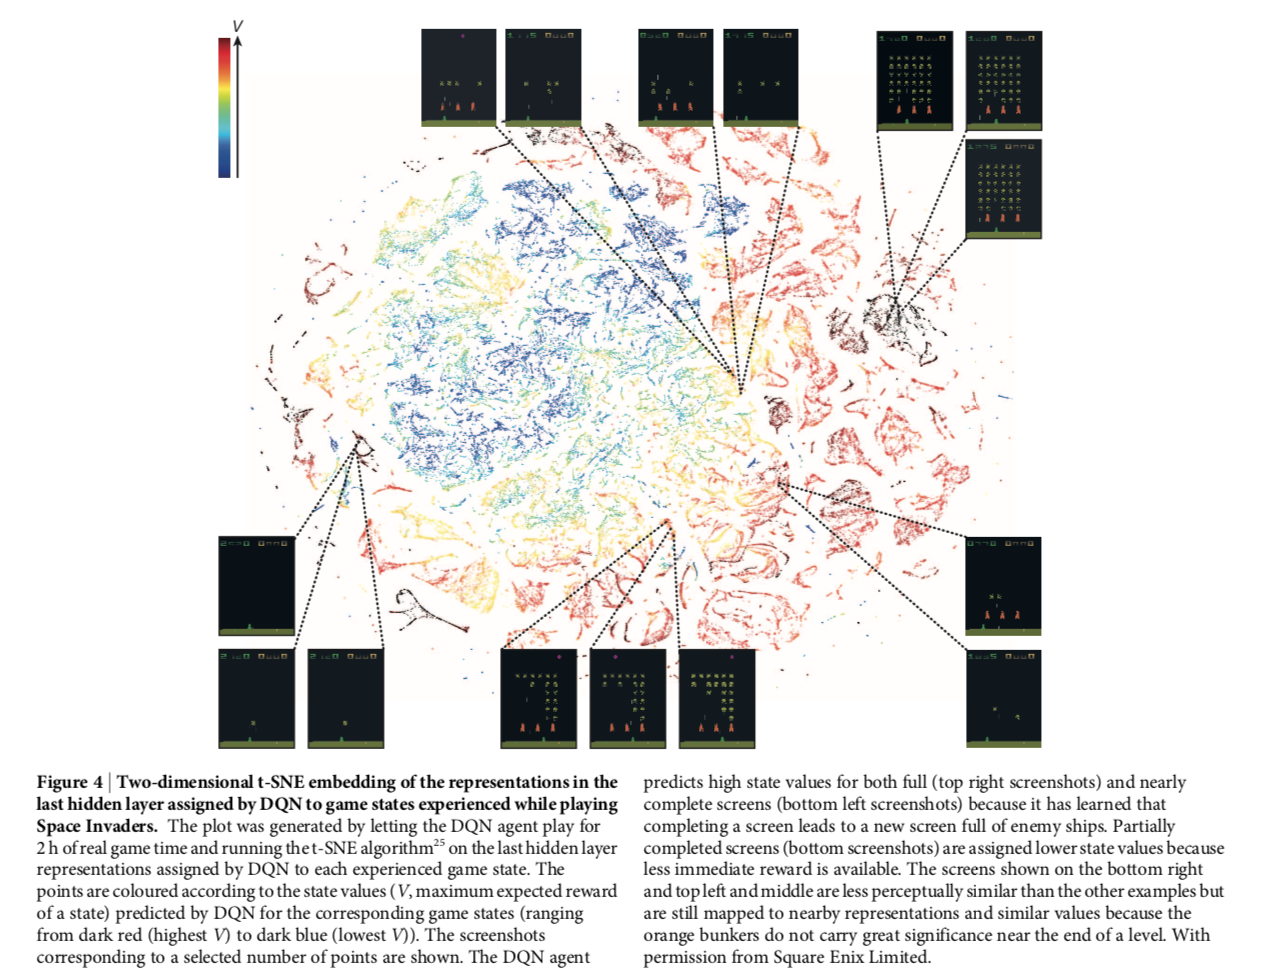 V
Figure 4 | Two-dimensional t-SNE embedding of the representations in the
last hidden layer assigned by DQN to game states experienced while playing
Space Invaders. The plot was generated by letting the DQN agent play for
2 h of real game time and running the t-SNE algorithm25 on the last hidden layer
representations assigned by DQN to each experienced game state. The
points are coloured according to the state values (V, maximum expected reward
of a state) predicted by DQN for the corresponding game states (ranging
from dark red (highest V) to dark blue (lowest V)). The screenshots
corresponding to a selected number of points are shown. The DQN agent
predicts high state values for both full (top right screenshots) and nearly
complete screens (bottom left screenshots) because it has learned that
completing a screen leads to a new screen full of enemy ships. Partially
completed screens (bottom screenshots) are assigned lower state values because
less immediate reward is available. The screens shown on the bottom right
and top left and middle are less perceptually similar than the other examples but
are still mapped to nearby representations and similar values because the
orange bunkers do not carry great significance near the end of a level. With
permission from Square Enix Limited.